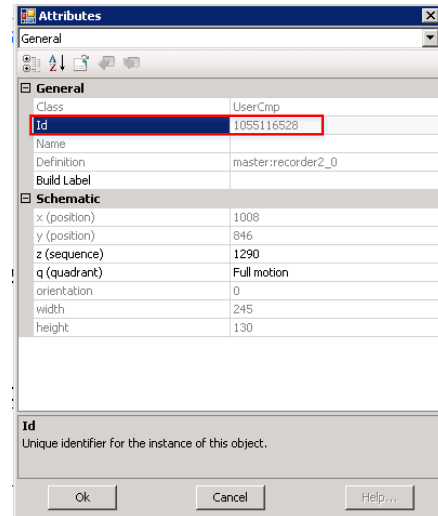 Attributes
General
General
Class UserCmp
Id 1055116528
Name
Definition master:recorder2_0
Build Label
Schematic
x (position) 1008
y (position) 846
z (sequence) 1290
q (quadrant) Full motion
orientation 0
width 245
height 130
Id
Unique identifier for the instance of this object.
Ok Cancel Help...